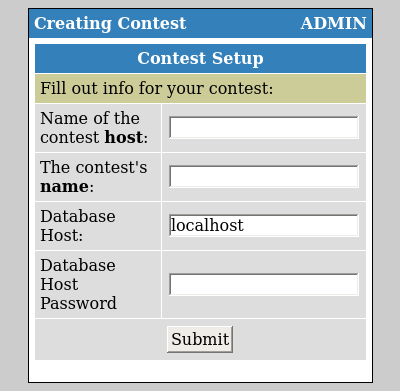 Creating Contest ADMIN
Contest Setup
Fill out info for your contest:
Name of the
contest host:
The contest's
name:
Database
Host:
localhost
Database
Host
Password
Submit